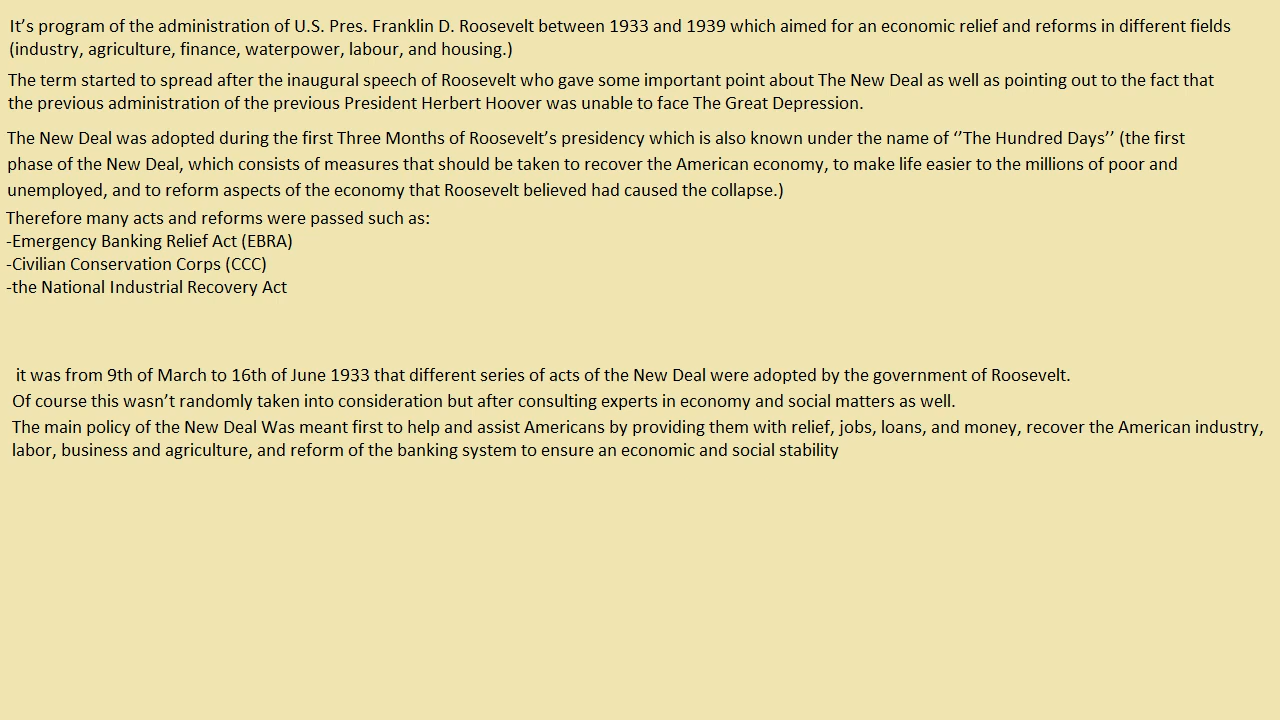 It’s program of the administration of U.S. Pres. Franklin D. Roosevelt between 1933 and 1939 which aimed for an economic relief and reforms in different fields
(industry, agriculture, finance, waterpower, labour, and housing.)
The term started to spread after the inaugural speech of Roosevelt who gave some important point about The New Deal as well as pointing out to the fact that
the previous administration of the previous President Herbert Hoover was unable to face The Great Depression.
The New Deal was adopted during the first Three Months of Roosevelt’s presidency which is also known under the name of ‘’The Hundred Days’’ (the first
phase of the New Deal, which consists of measures that should be taken to recover the American economy, to make life easier to the millions of poor and
unemployed, and to reform aspects of the economy that Roosevelt believed had caused the collapse.)
Therefore many acts and reforms were passed such as:
-Emergency Banking Relief Act (EBRA)
-Civilian Conservation Corps (CCC)
-the National Industrial Recovery Act
it was from 9th of March to 16th of June 1933 that different series of acts of the New Deal were adopted by the government of Roosevelt.
Of course this wasn’t randomly taken into consideration but after consulting experts in economy and social matters as well.
The main policy of the New Deal Was meant first to help and assist Americans by providing them with relief, jobs, loans, and money, recover the American industry,
labor, business and agriculture, and reform of the banking system to ensure an economic and social stability